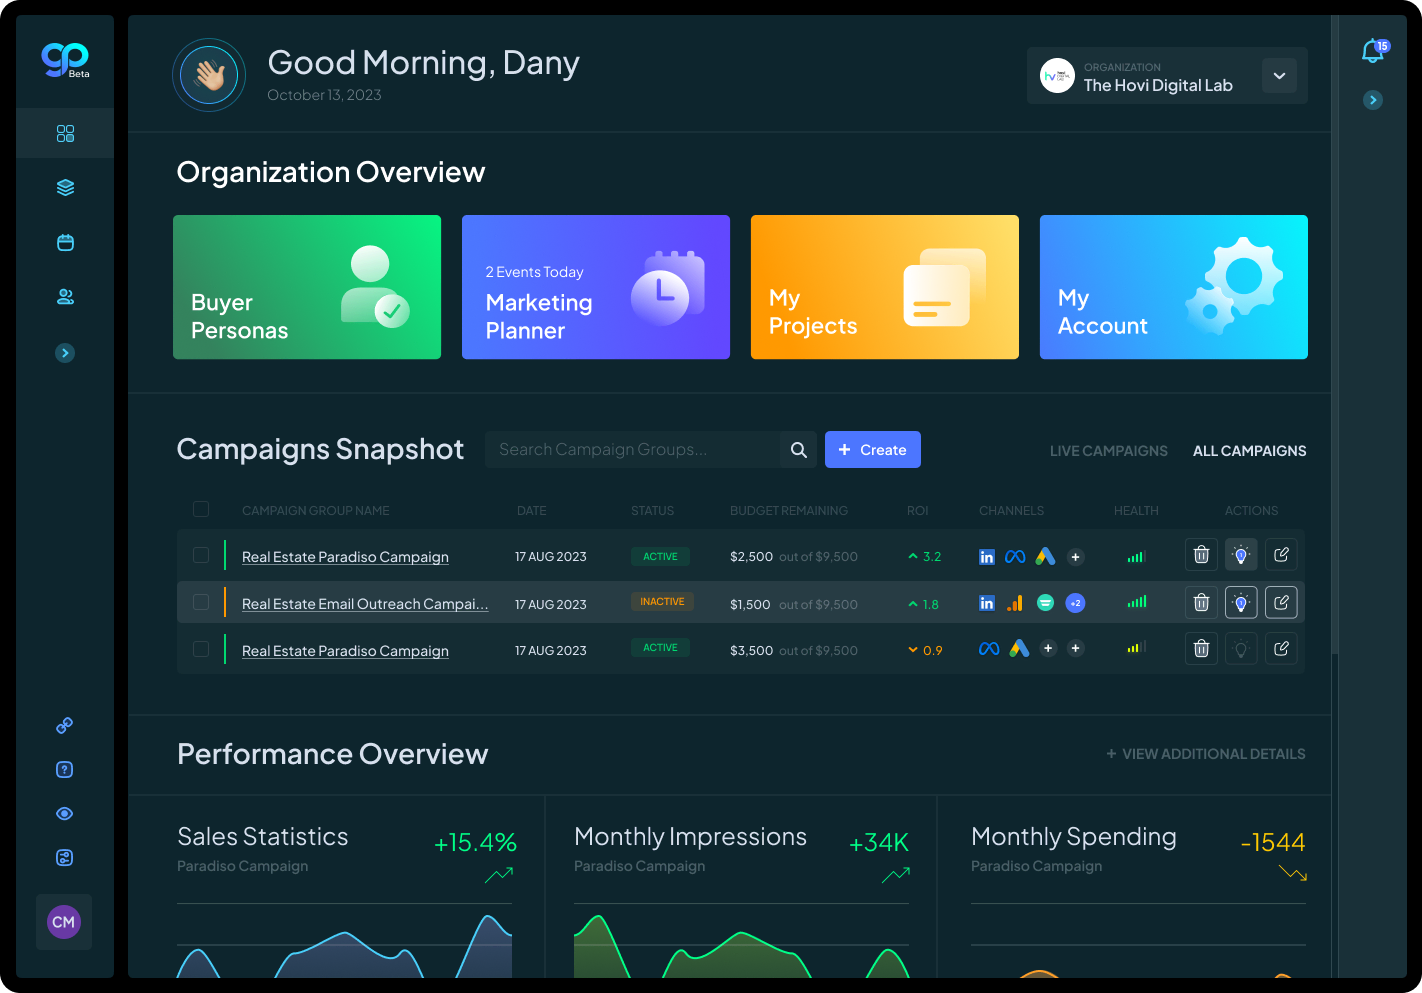 gp
Beta
Good Morning, Dany
October 13, 2023
ORGANIZATION
The Hovi Digital Lab
hovi
DIGITAL
LAB
15
Organization Overview
Buyer
Personas
2 Events Today
Marketing
Planner
My
Projects
My
Account
Campaigns Snapshot
Search Campaign Groups...
+ Create
LIVE CAMPAIGNS
ALL CAMPAIGNS
CAMPAIGN GROUP NAME DATE STATUS BUDGET REMAINING ROI CHANNELS HEALTH ACTIONS
Real Estate Paradiso Campaign 17 AUG 2023 ACTIVE $2,500 out of $9,500 3.2 in +
Real Estate Email Outreach Campai... 17 AUG 2023 INACTIVE $1,500 out of $9,500 1.8 in +2
Real Estate Paradiso Campaign 17 AUG 2023 ACTIVE $3,500 out of $9,500 0.9 + +
Performance Overview
+ VIEW ADDITIONAL DETAILS
Sales Statistics
+15.4%
Paradiso Campaign
Monthly Impressions
+34K
Paradiso Campaign
Monthly Spending
-1544
Paradiso Campaign
?
CM